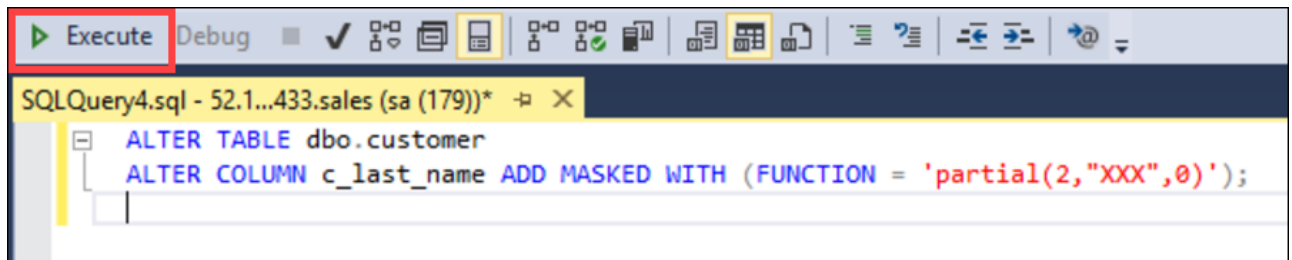 Execute Debug
SQLQuery4.sql - 52.1...433.sales (sa (179))*
ALTER TABLE dbo.customer
ALTER COLUMN c_last_name ADD MASKED WITH (FUNCTION = 'partial(2,"XXX",0)');